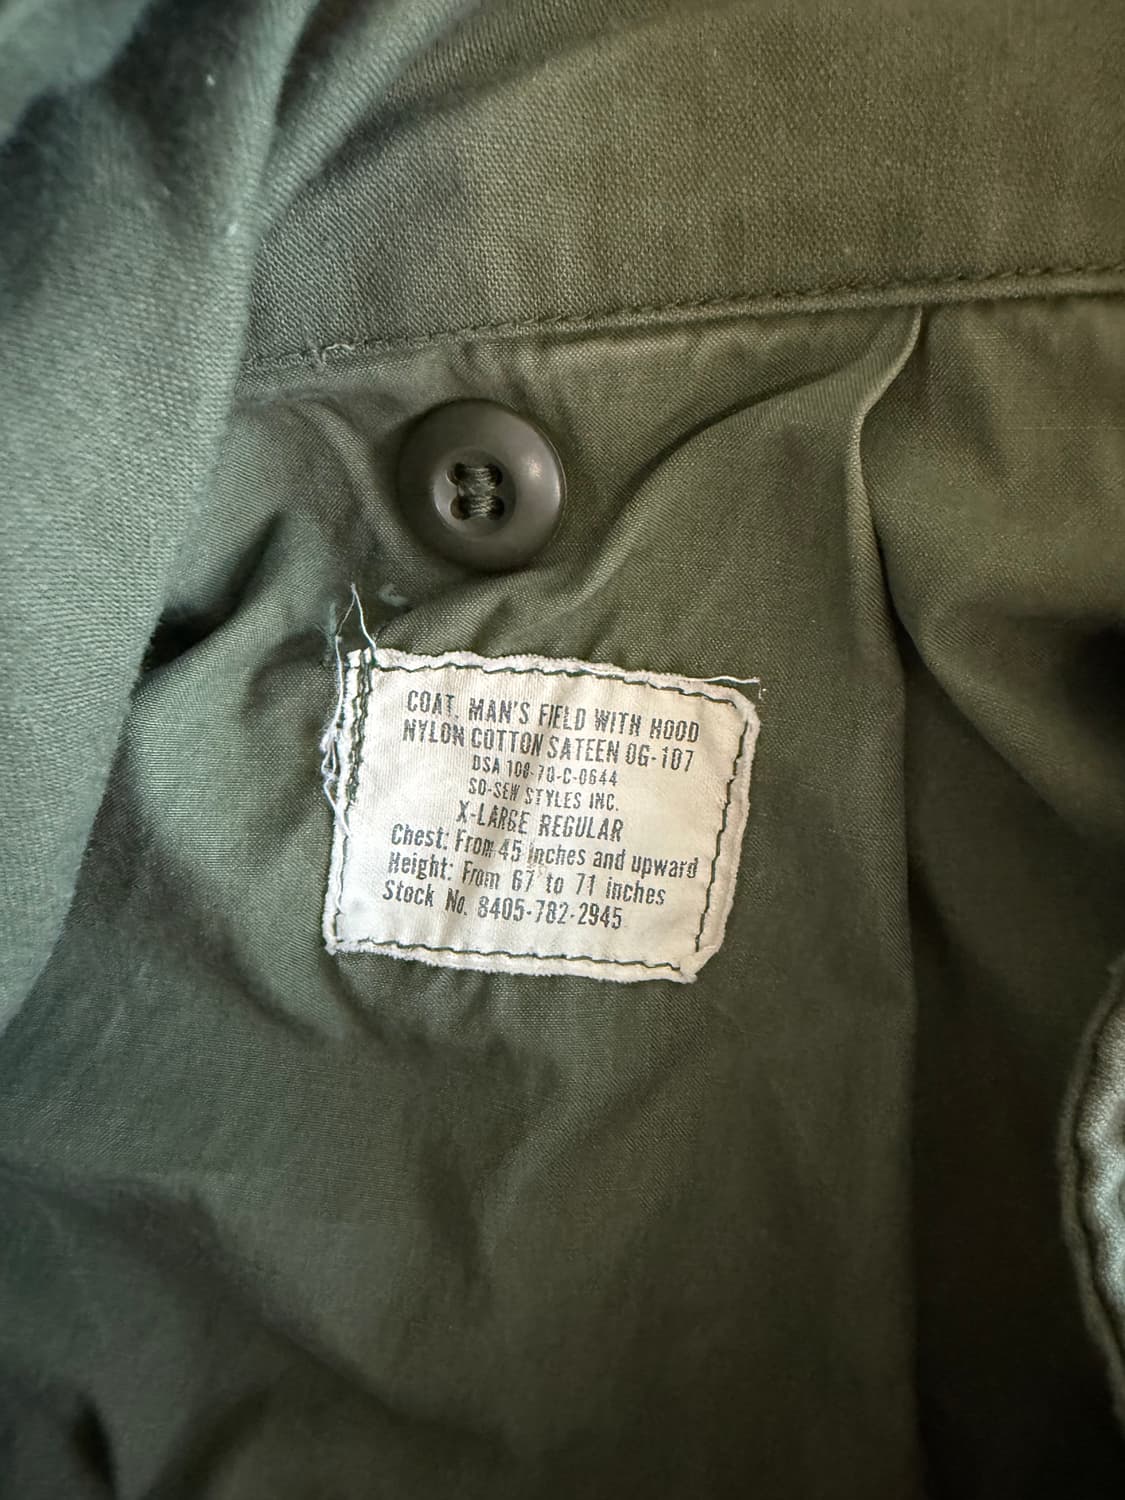 COAT, MAN'S FIELD WITH HOOD
NYLON COTTON SATEEN OG-107
DSA 100-70-C-0644
SO-SEW STYLES INC.
X-LARGE REGULAR
Chest: From 45 inches and upward
Height: From 67 to 71 inches
Stock No. 8405-782-2945